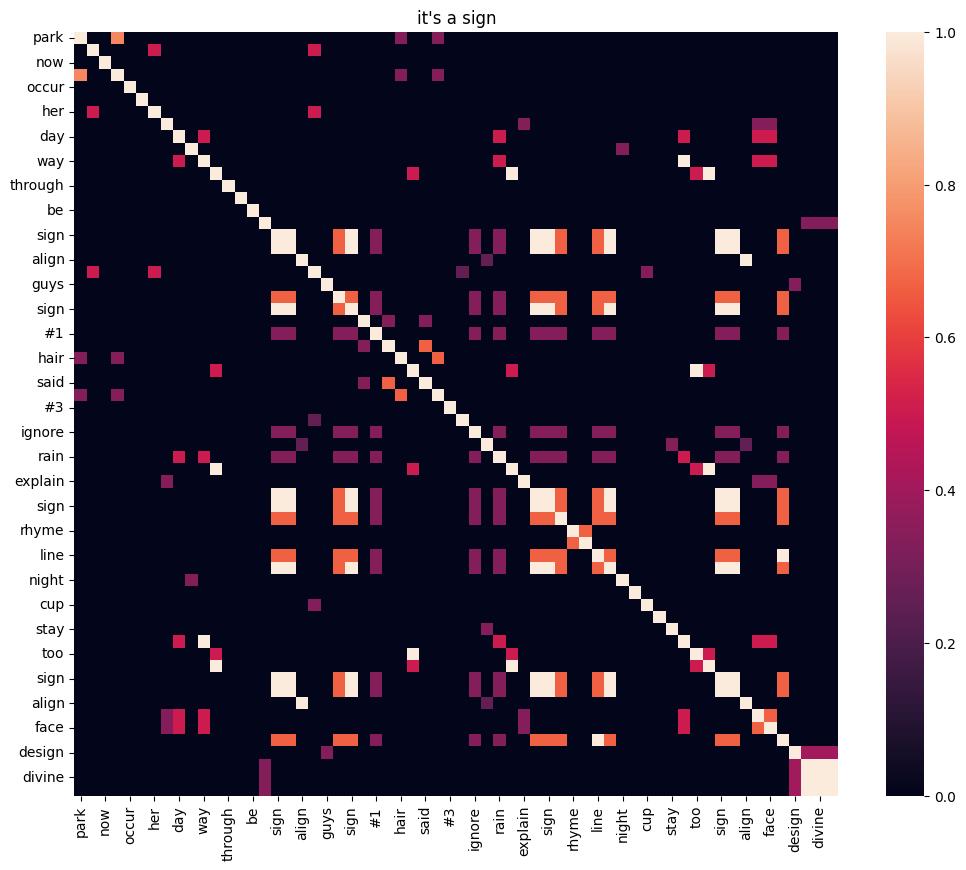 it's a sign
park
now
occur
her
day
way
through
be
sign
align
guys
sign
#1
hair
said
#3
ignore
rain
explain
sign
rhyme
line
night
cup
stay
too
sign
align
face
design
divine
park
now
occur
her
day
way
through
be
sign
align
guys
sign
#1
hair
said
#3
ignore
rain
explain
sign
rhyme
line
night
cup
stay
too
sign
align
face
design
divine
1.0
0.8
0.6
0.4
0.2
0.0